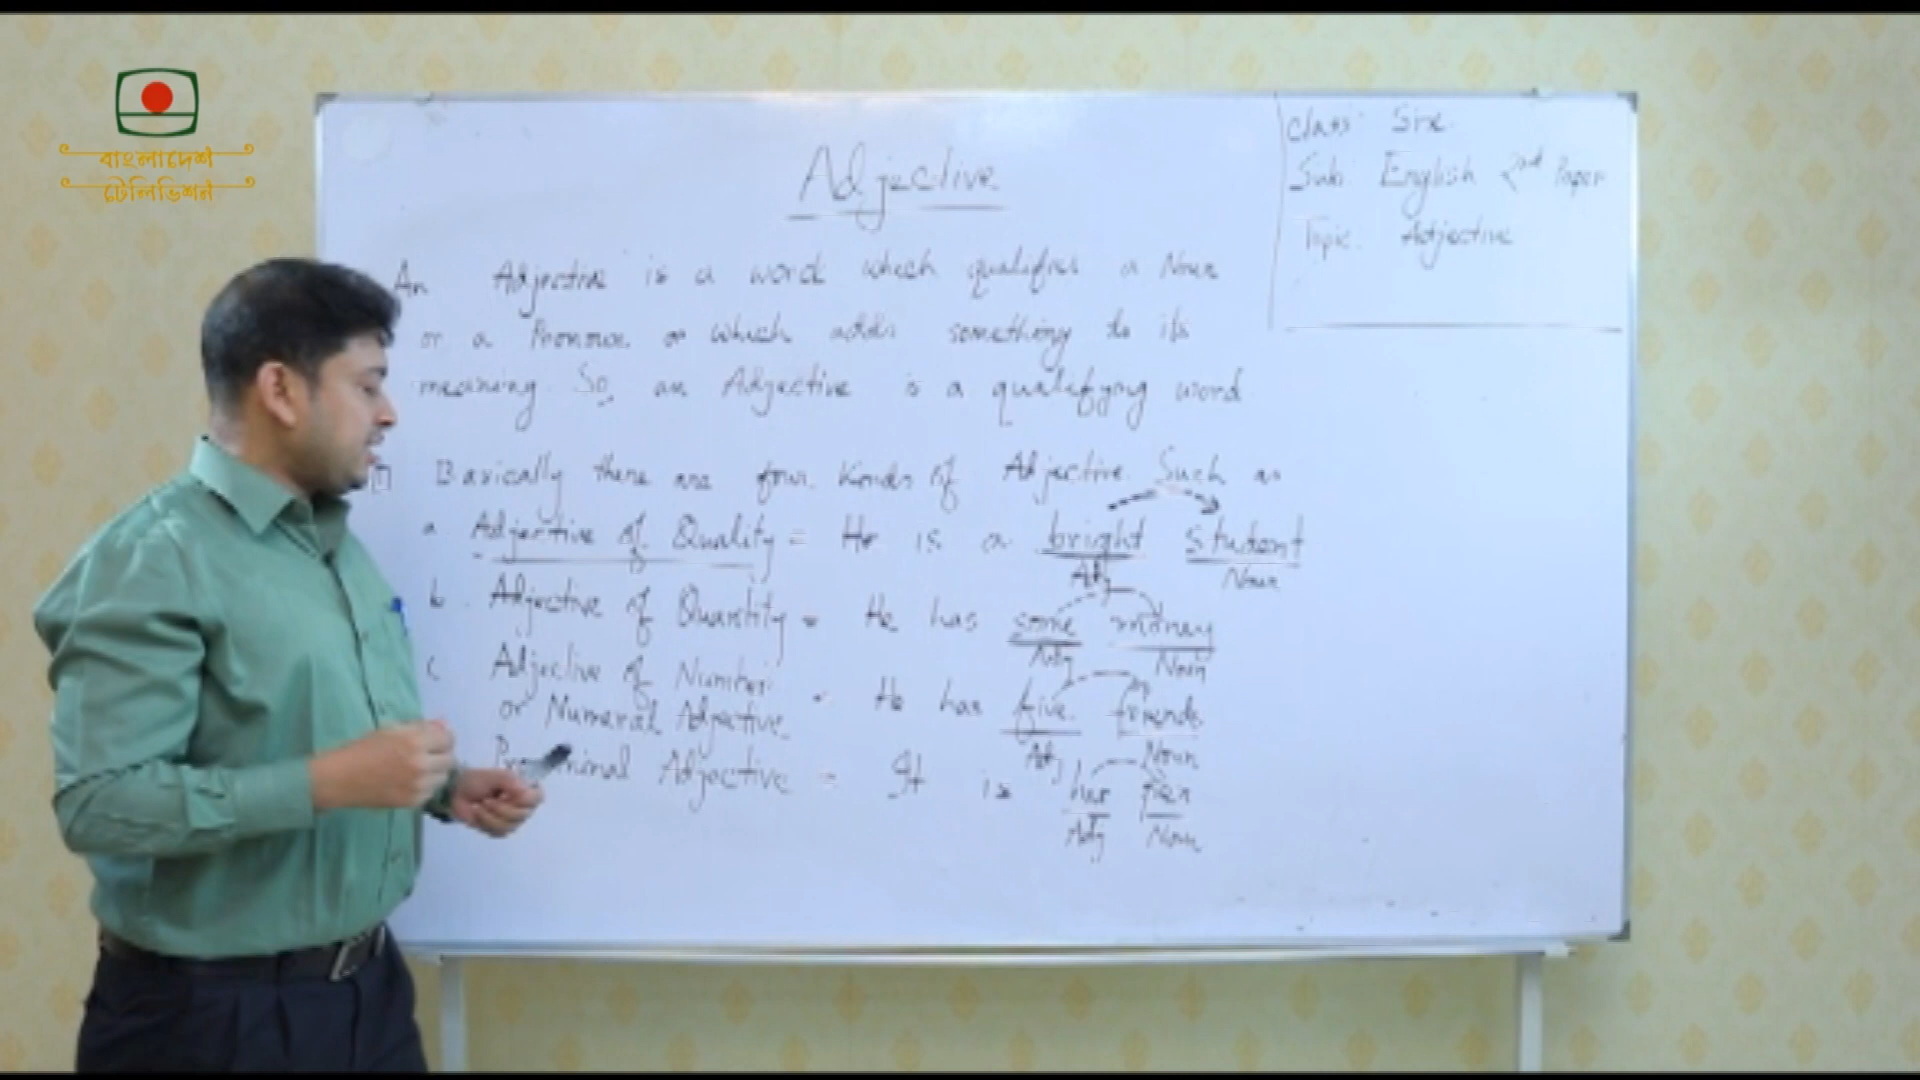 বাংলাদেশ
টেলিভিশন
Class: Six
Sub: English 2nd Paper
Topic: Adjective
Adjective
An Adjective is a word which qualifies a Noun
or a Pronoun or which adds something to its
meaning. So, an Adjective is a qualifying word
Basically there are four Kinds of Adjective. Such as
a Adjective of Quality = He is a bright student
Adj Noun
b. Adjective of Quantity = He has some money
Adj Noun
c Adjective of Number
or Numeral Adjective = He has five friends
Adj Noun
Adjective = It is her pen
Adj Noun